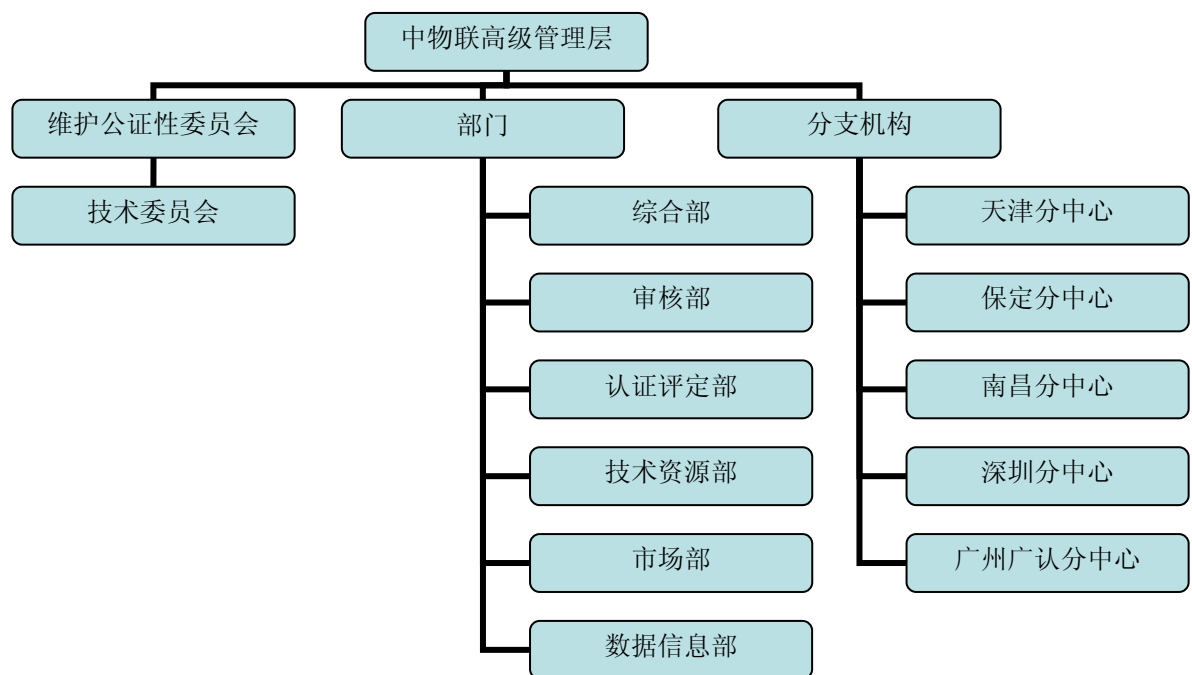 中物联高级管理层
维护公证性委员会
部门
分支机构
技术委员会
综合部
天津分中心
审核部
保定分中心
认证评定部
南昌分中心
技术资源部
深圳分中心
市场部
广州广认分中心
数据信息部